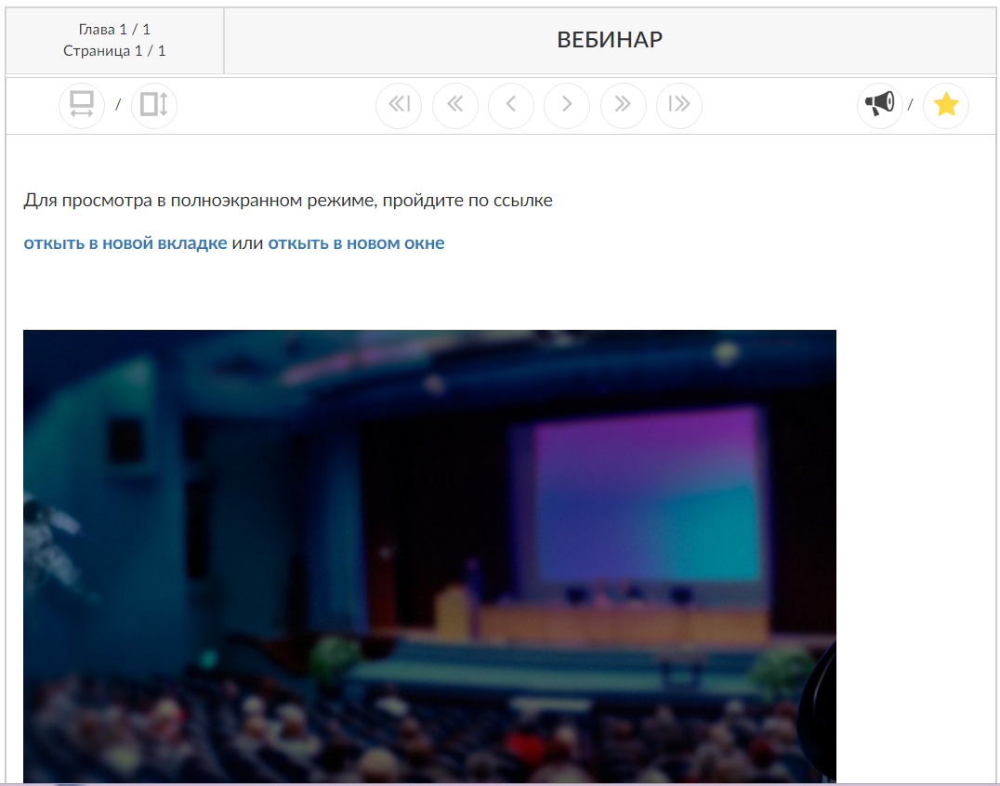 Глава 1 / 1
Страница 1 / 1
ВЕБИНАР
/
/
Для просмотра в полноэкранном режиме, пройдите по ссылке
откыть в новой вкладке или откыть в новом окне